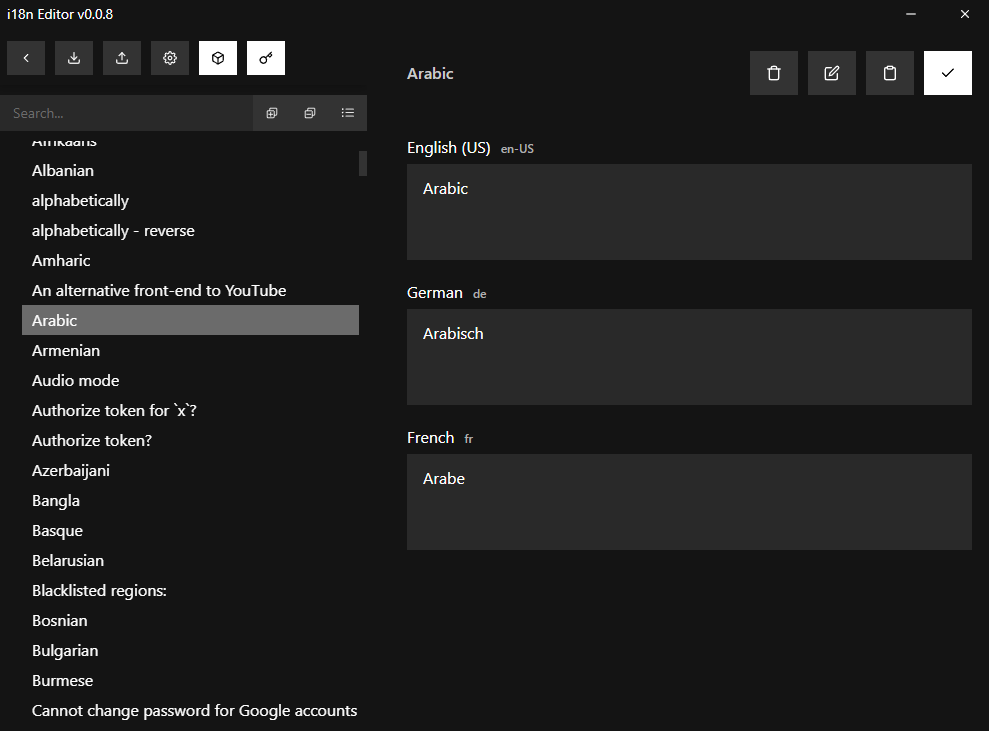 i18n Editor v0.0.8
Search...
Afrikaans
Albanian
alphabetically
alphabetically - reverse
Amharic
An alternative front-end to YouTube
Arabic
Armenian
Audio mode
Authorize token for `x`?
Authorize token?
Azerbaijani
Bangla
Basque
Belarusian
Blacklisted regions:
Bosnian
Bulgarian
Burmese
Cannot change password for Google accounts
Arabic
English (US) en-US
Arabic
German de
Arabisch
French fr
Arabe